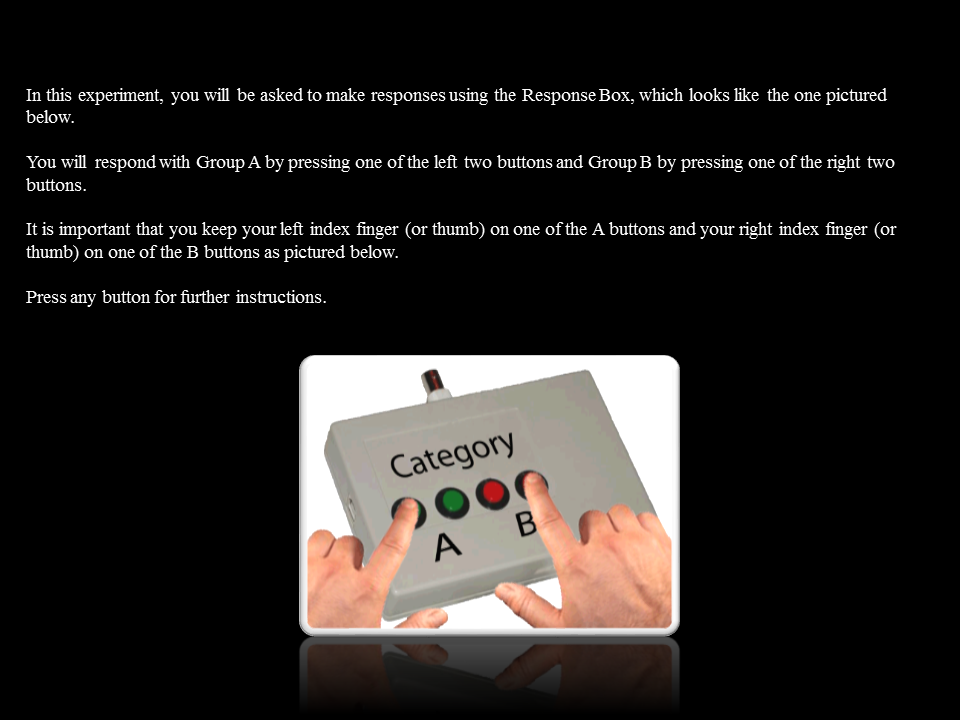 In this experiment, you will be asked to make responses using the Response Box, which looks like the one pictured
below.
You will respond with Group A by pressing one of the left two buttons and Group B by pressing one of the right two
buttons.
It is important that you keep your left index finger (or thumb) on one of the A buttons and your right index finger (or
thumb) on one of the B buttons as pictured below.
Press any button for further instructions.
Category
A B